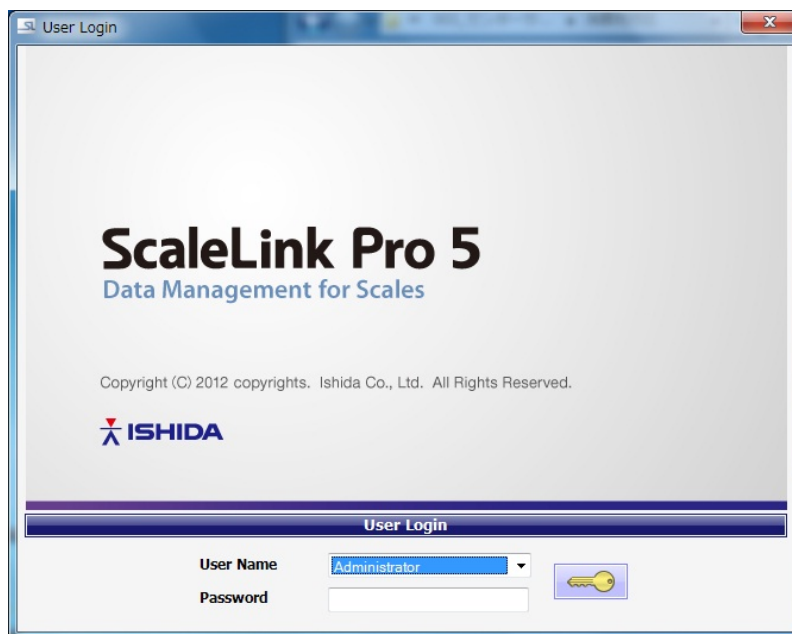 SL User Login
ScaleLink Pro 5
Data Management for Scales
Copyright (C) 2012 copyrights. Ishida Co., Ltd. All Rights Reserved.
ISHIDA
User Login
User Name Administrator
Password